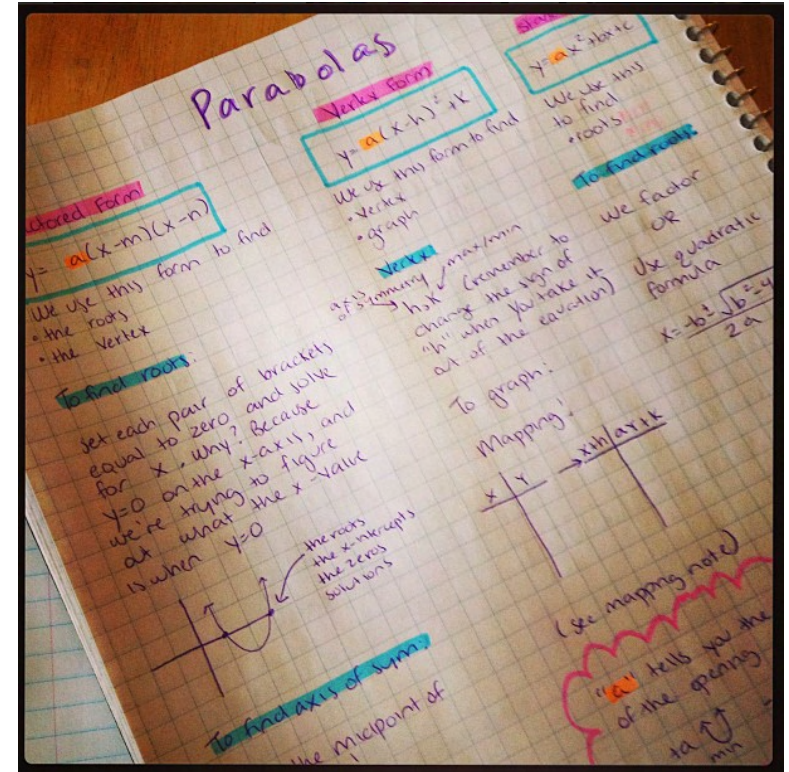 Parabolas
Factored Form
y= a(x-m)(x-n)
We use this form to find
• the roots
• the vertex
To find roots:
set each pair of brackets
equal to zero and solve
for x. Why? Because
y=0 on the x-axis, and
we're trying to figure
out what the x-value
is when y=0
the roots
the x-intercepts
the zeros
solutions
To find axis of sym:
the midpoint of
Vertex Form
y= a(x-h)² +k
We use this form to find
• vertex
• graph
Vertex
axis of symmetry
max/min
h,k (remember to
change the sign of
"h" when you take it
out of the equation)
To graph:
Mapping!
x y → x+h ay+k
(see mapping note)
"a" tells you the
of the opening
+a
min
y= ax²+bx+c
We use this
to find
• roots
To find roots:
we factor
OR
Use quadratic
formula
x= -b± √b²-4
2a